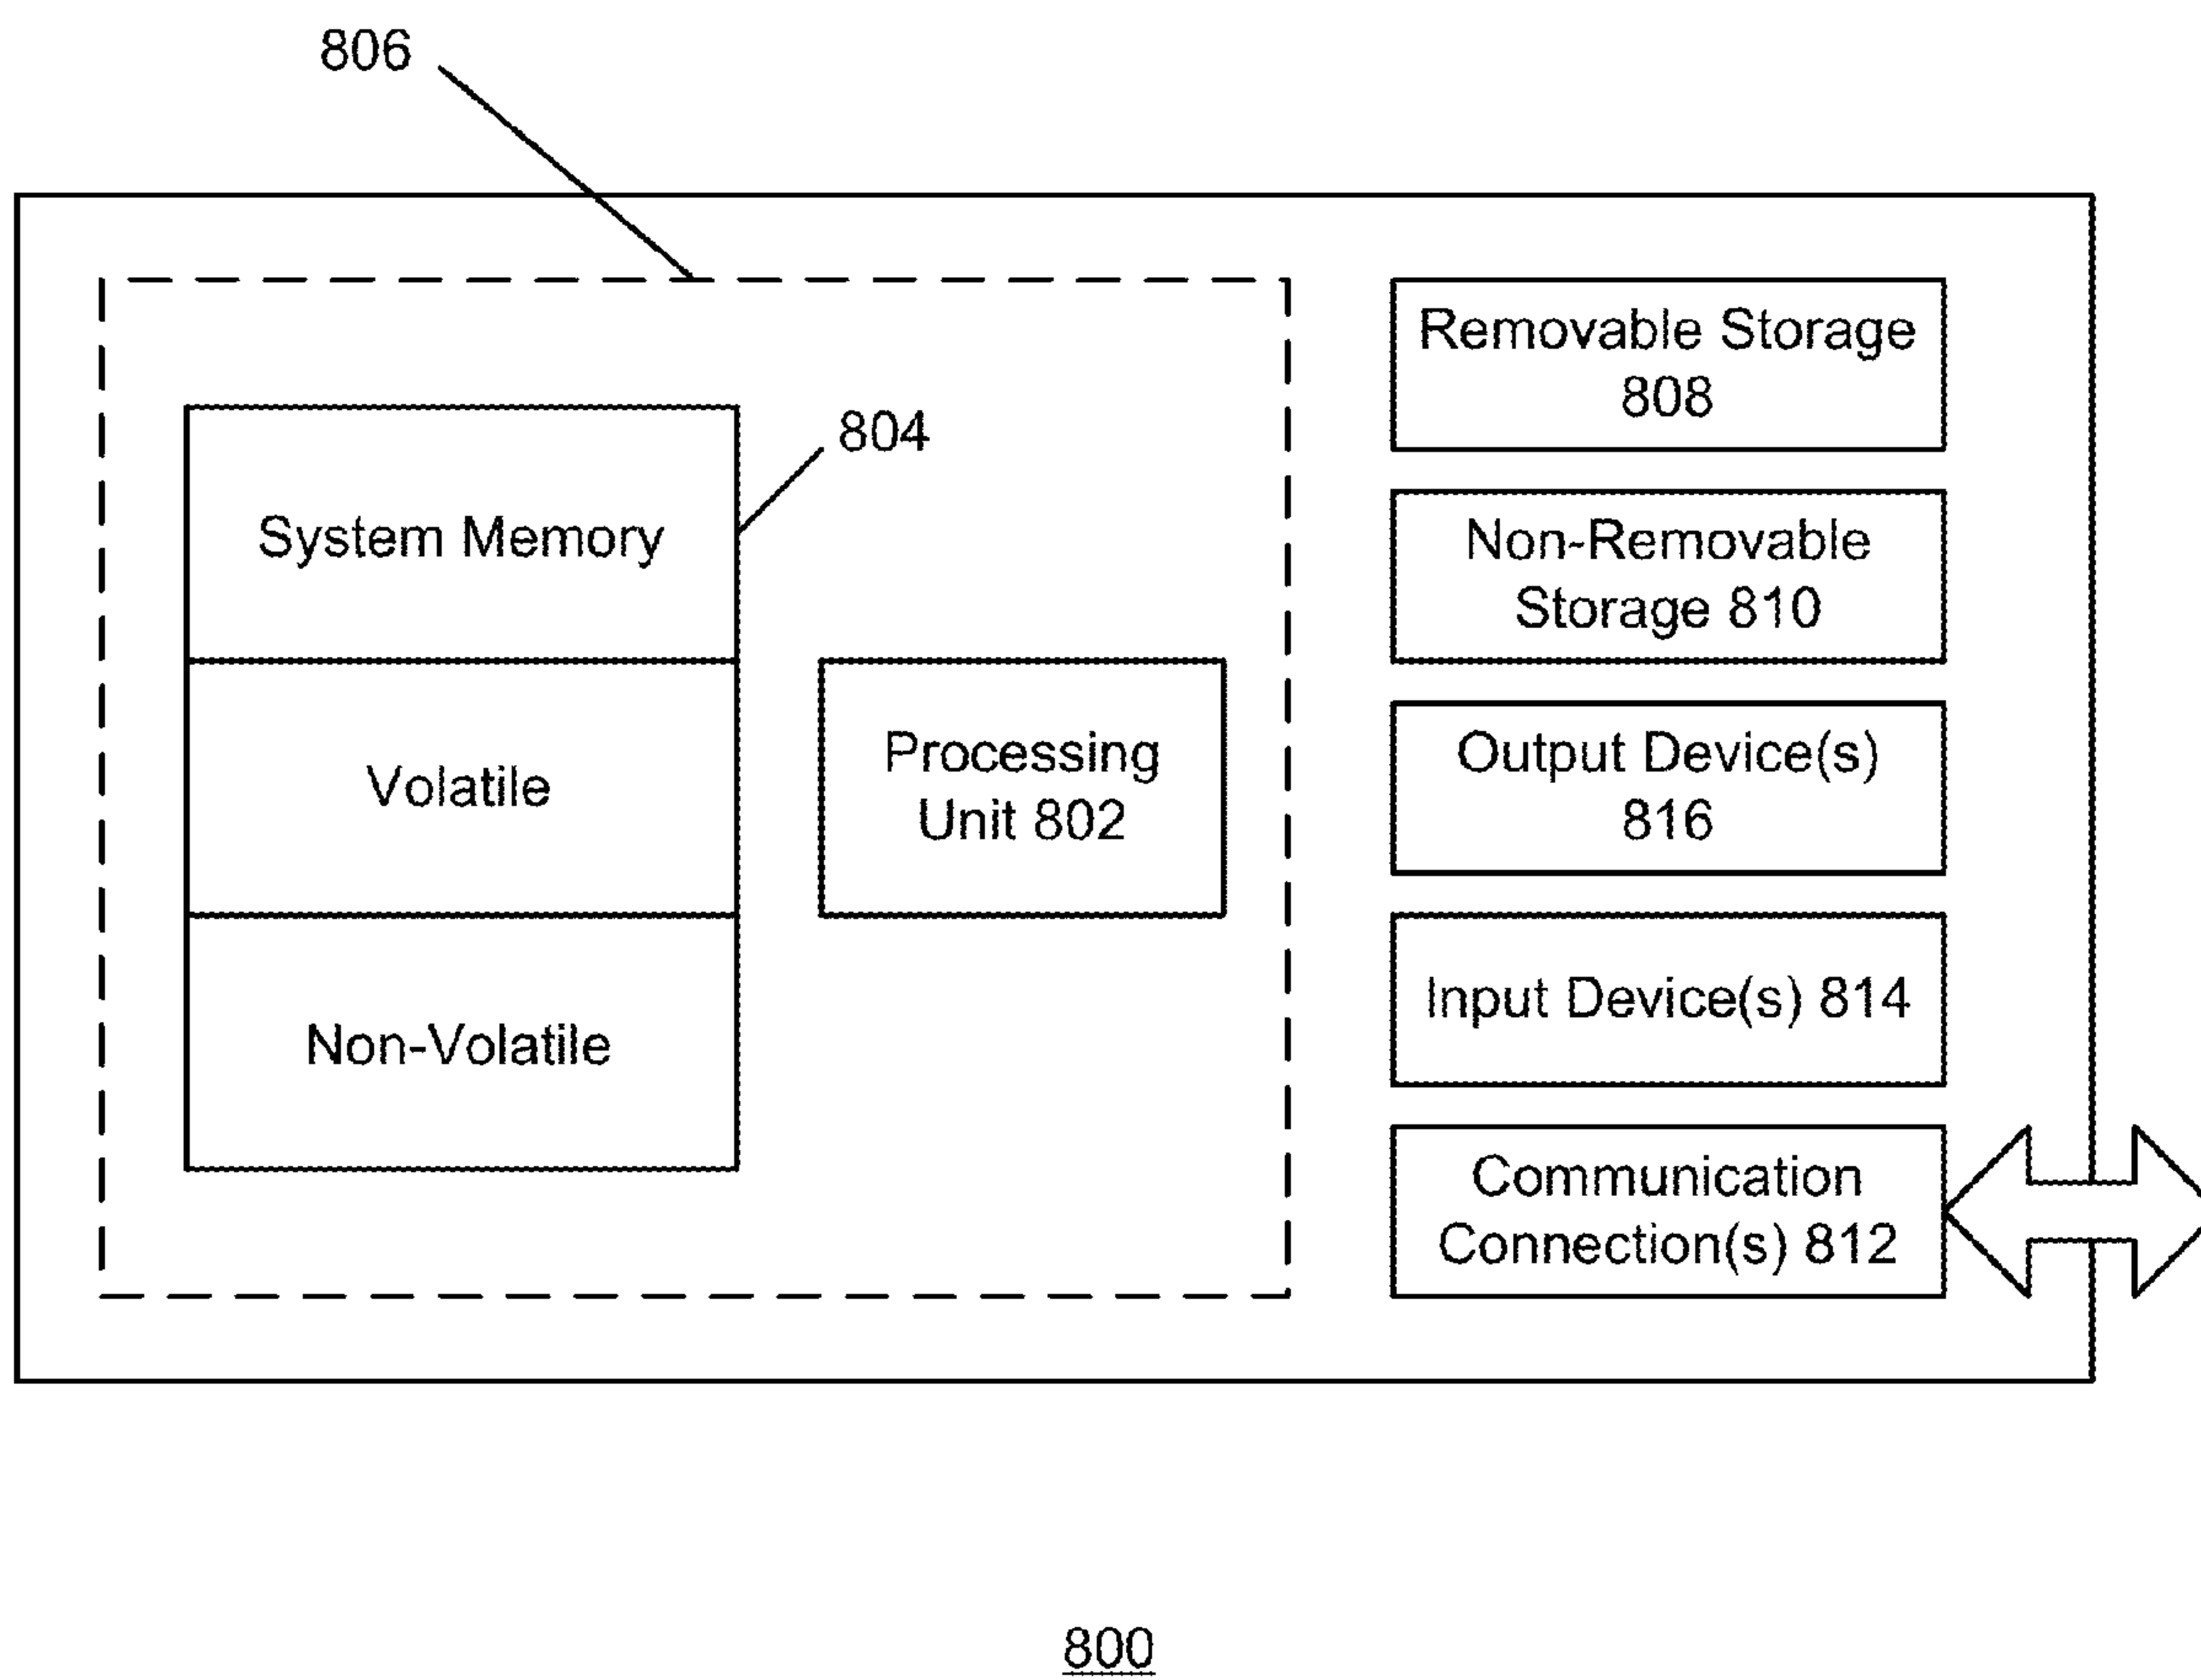 806
804
System Memory
Volatile
Non-Volatile
Processing
Unit 802
Removable Storage
808
Non-Removable
Storage 810
Output Device(s)
816
Input Device(s) 814
Communication
Connection(s) 812
800